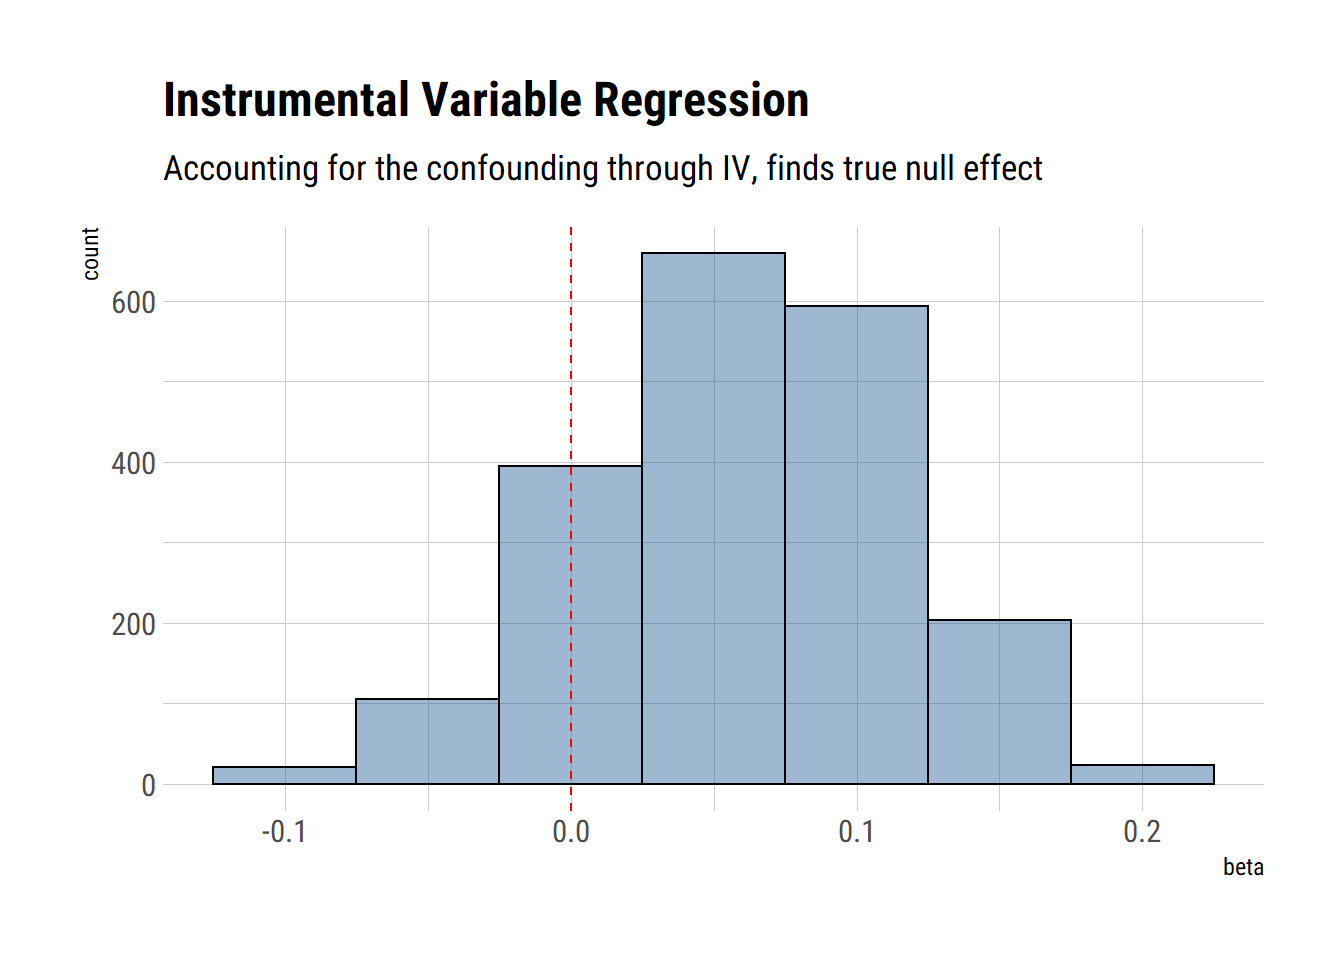 Instrumental Variable Regression
Accounting for the confounding through IV, finds true null effect
count
600
400
200
0
-0.1 0.0 0.1 0.2
beta